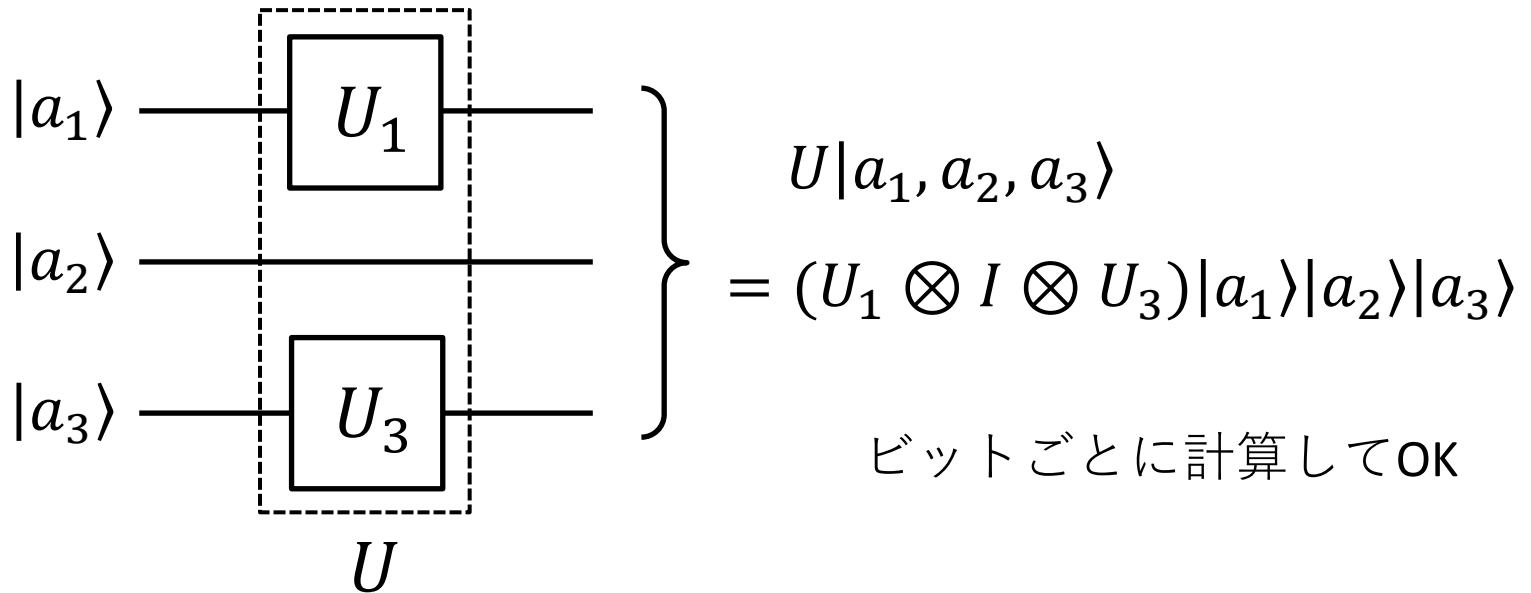 |a₁⟩
U₁
|a₂⟩
|a₃⟩
U₃
U
U|a₁, a₂, a₃⟩
= (U₁ ⊗ I ⊗ U₃)|a₁⟩|a₂⟩|a₃⟩
ビットごとに計算してOK